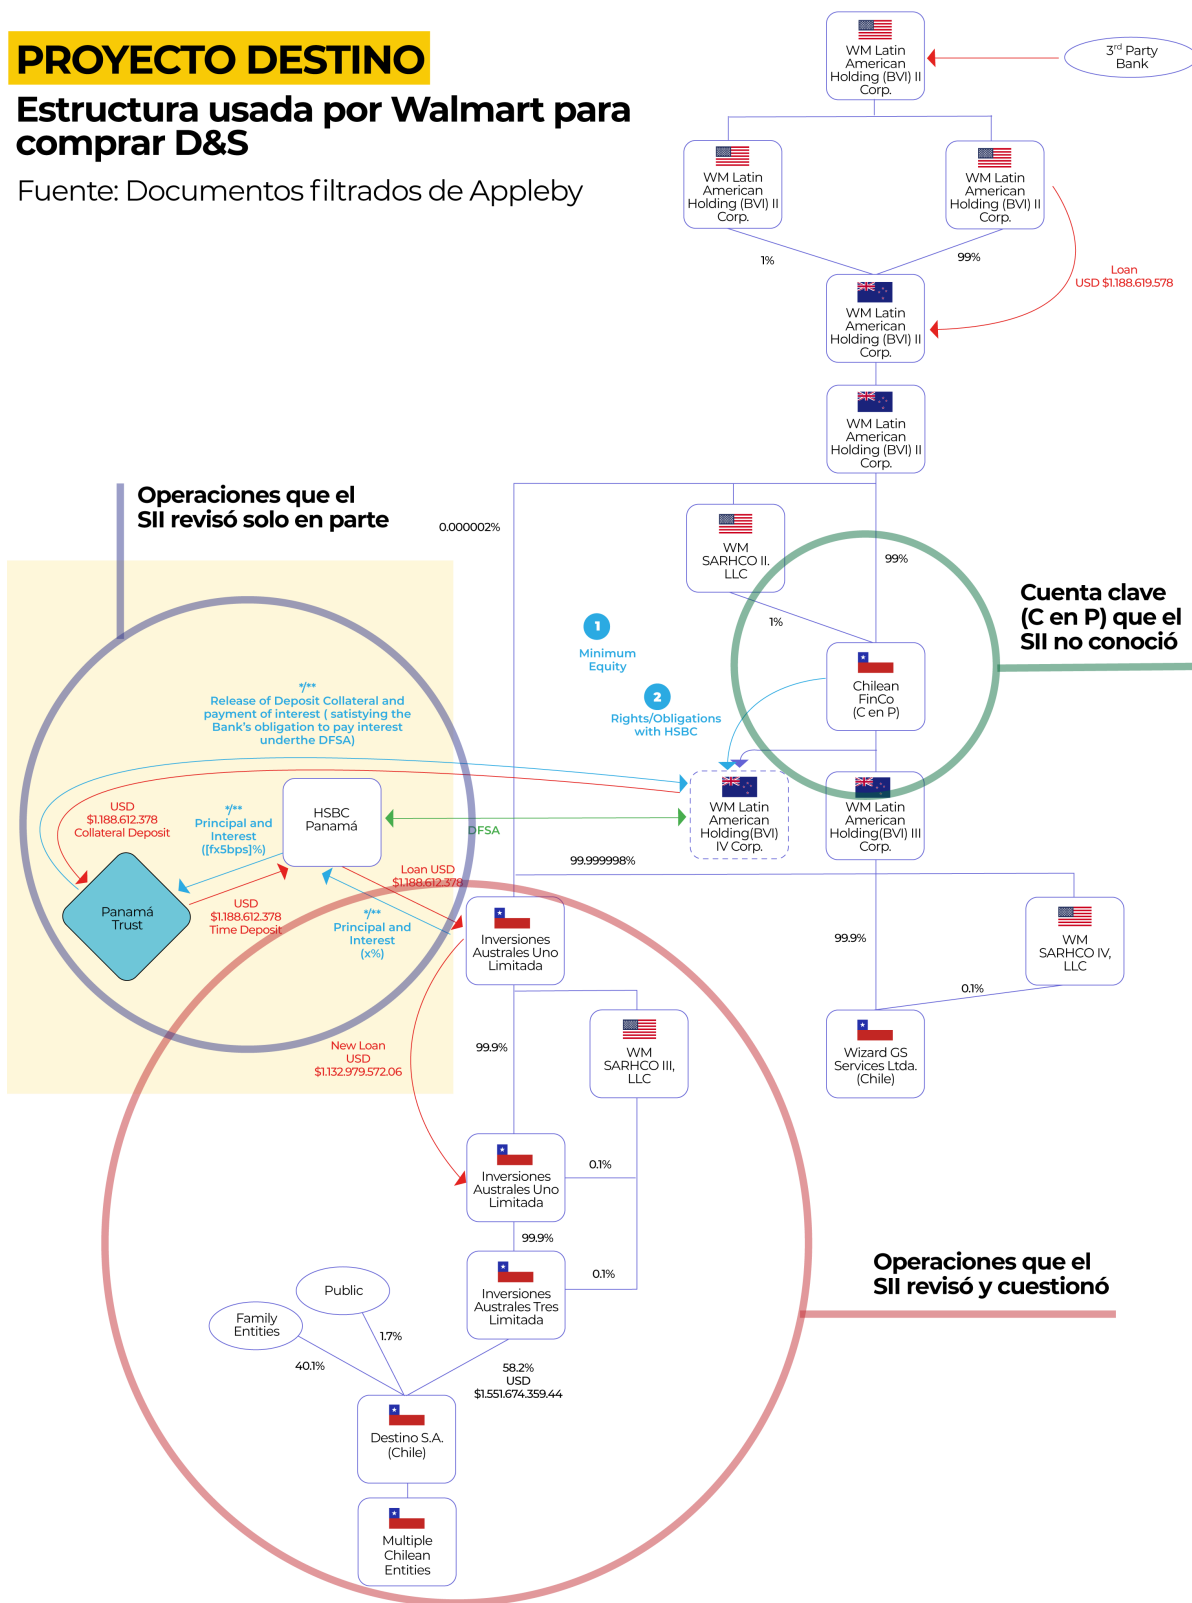 PROYECTO DESTINO
Estructura usada por Walmart para
comprar D&S
Fuente: Documentos filtrados de Appleby
WM Latin
American
Holding (BVI) II
Corp.
3rd Party
Bank
WM Latin
American
Holding (BVI) II
Corp.
WM Latin
American
Holding (BVI) II
Corp.
1%
99%
Loan
USD $1.188.619.578
WM Latin
American
Holding (BVI) II
Corp.
WM Latin
American
Holding (BVI) II
Corp.
Operaciones que el
SII revisó solo en parte
0.000002%
WM
SARHCO II.
LLC
99%
1%
Cuenta clave
(C en P) que el
SII no conoció
1
Minimum
Equity
2
Rights/Obligations
with HSBC
Chilean
FinCo
(C en P)
*/**
Release of Deposit Collateral and
payment of interest ( satistying the
Bank's obligation to pay interest
underthe DFSA)
USD
$1.188.612.378
Collateral Deposit
*/**
Principal and
Interest
([fx5bps]%)
HSBC
Panamá
DFSA
WM Latin
American
Holding(BVI)
IV Corp.
WM Latin
American
Holding(BVI) III
Corp.
99.999998%
Loan USD
$1.188.612.378
Panamá
Trust
USD
$1.188.612.378
Time Deposit
*/**
Principal and
Interest
(x%)
Inversiones
Australes Uno
Limitada
99.9%
WM
SARHCO IV,
LLC
0.1%
New Loan
USD
$1.132.979.572.06
99.9%
WM
SARHCO III,
LLC
Wizard GS
Services Ltda.
(Chile)
Inversiones
Australes Uno
Limitada
0.1%
99.9%
Inversiones
Australes Tres
Limitada
0.1%
Operaciones que el
SII revisó y cuestionó
Public
Family
Entities
1.7%
40.1%
58.2%
USD
$1.551.674.359.44
Destino S.A.
(Chile)
Multiple
Chilean
Entities